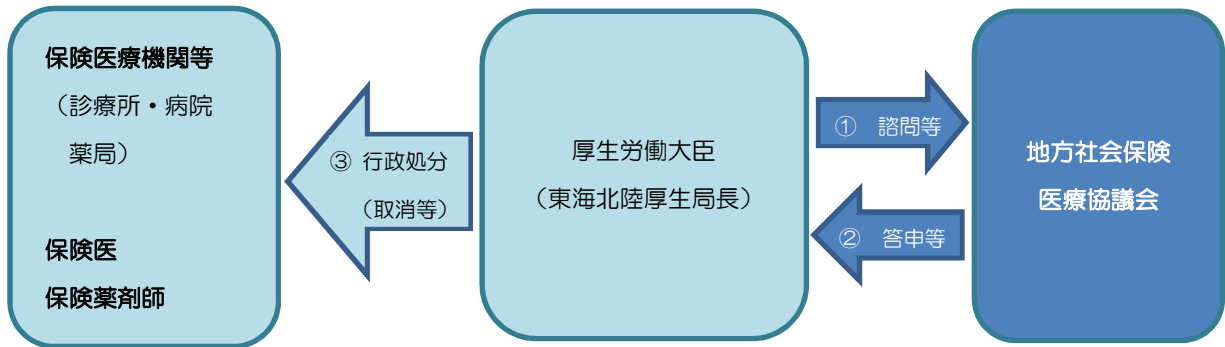 保険医療機関等
（診療所・病院
薬局）
保険医
保険薬剤師
③ 行政処分
（取消等）
厚生労働大臣
（東海北陸厚生局長）
① 諮問等
② 答申等
地方社会保険
医療協議会